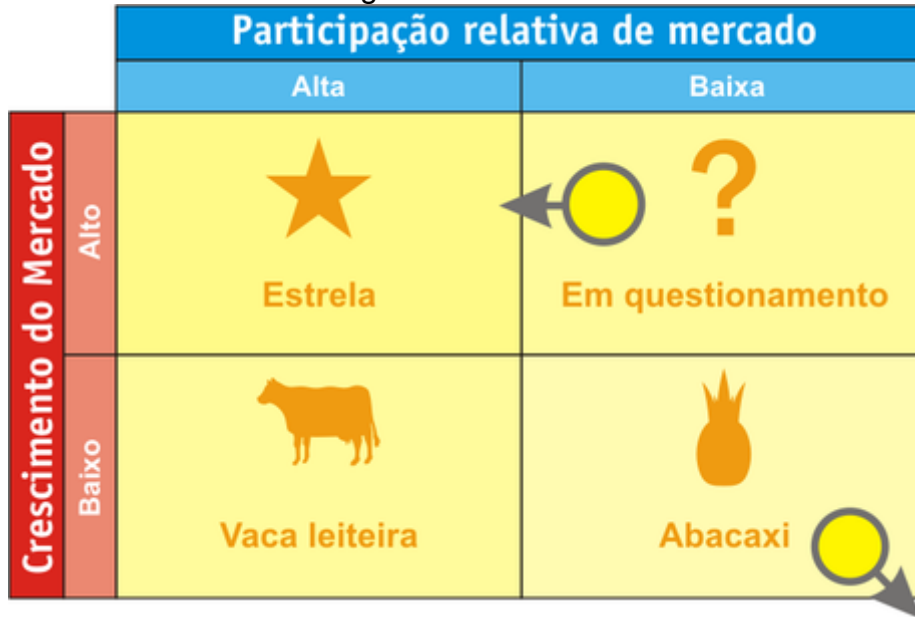 Participação relativa de mercado
Alta
Baixa
Crescimento do Mercado
Alto
Baixo
?
Estrela
Em questionamento
Vaca leiteira
Abacaxi